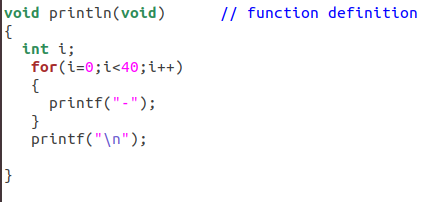 void println(void)      // function definition
{
  int i;
   for(i=0;i<40;i++)
   {
     printf("-");
   }
   printf("\n");

}